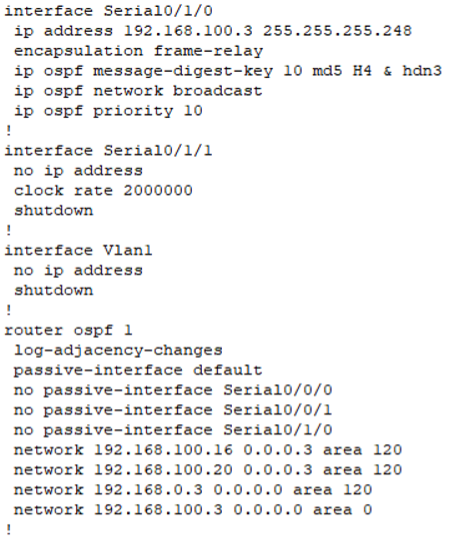 interface Serial0/1/0
ip address 192.168.100.3 255.255.255.248
encapsulation frame-relay
ip ospf message-digest-key 10 md5 H4 & hdn3
ip ospf network broadcast
ip ospf priority 10
!
interface Serial0/1/1
no ip address
clock rate 2000000
shutdown
!
interface Vlan1
no ip address
shutdown
!
router ospf 1
log-adjacency-changes
passive-interface default
no passive-interface Serial0/0/0
no passive-interface Serial0/0/1
no passive-interface Serial0/1/0
network 192.168.100.16 0.0.0.3 area 120
network 192.168.100.20 0.0.0.3 area 120
network 192.168.0.3 0.0.0.0 area 120
network 192.168.100.3 0.0.0.0 area 0
!